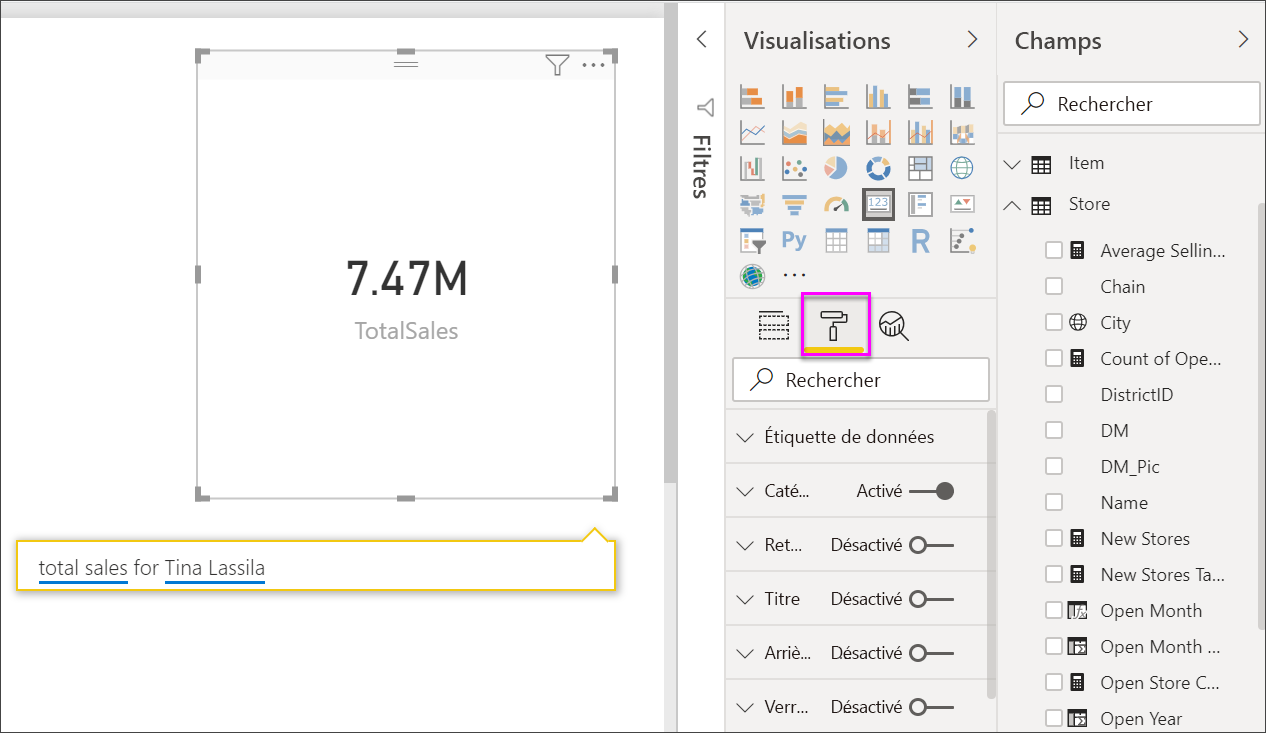 7.47M
TotalSales
total sales for Tina Lassila
Filtres
Visualisations
123
Py
R
Rechercher
Étiquette de données
Caté... Activé
Ret... Désactivé
Titre Désactivé
Arriè... Désactivé
Verr... Désactivé
Champs
Rechercher
Item
Store
Average Sellin...
Chain
City
Count of Ope...
DistrictID
DM
DM_Pic
Name
New Stores
New Stores Ta...
Open Month
Open Month ...
Open Store C...
Open Year